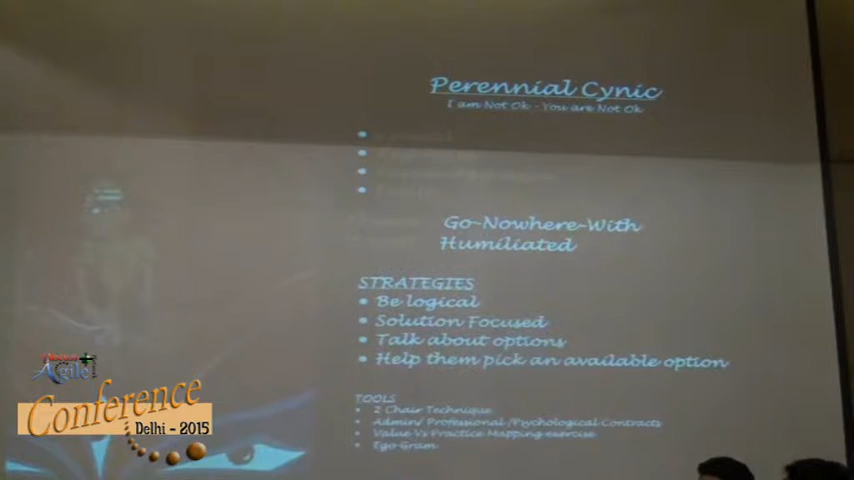 Perennial Cynic
I am Not Ok - You are Not Ok
Go-Nowhere-With
Humiliated
STRATEGIES
• Be logical
• Solution Focused
• Talk about options
• Help them pick an available option
TOOLS
• 2 Chair Technique
• Admin/ Professional /Psychological Contracts
• Value Vs Practice Mapping exercise
• Ego Gram
Agile
Conference
Delhi - 2015